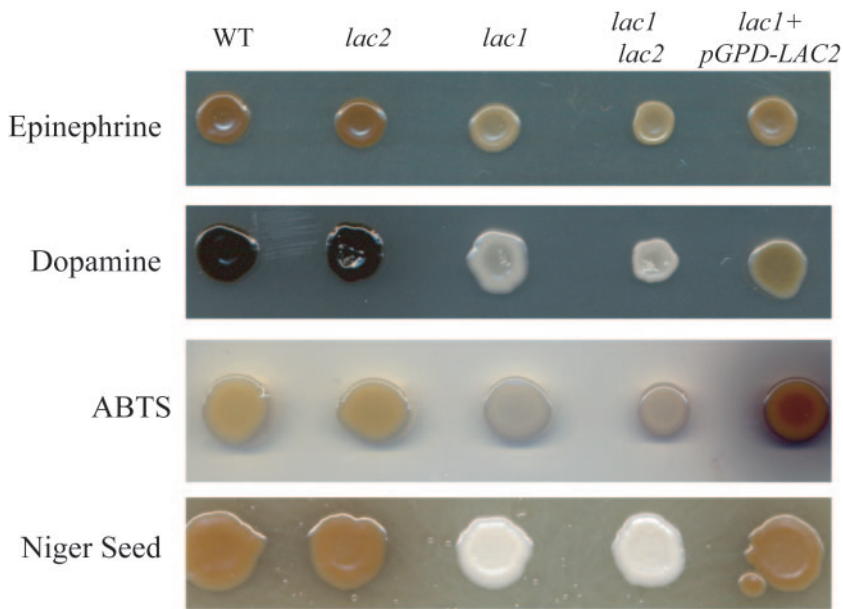 WT
lac2
lac1
lac1
lac2
lac1+
pGPD-LAC2
Epinephrine
Dopamine
ABTS
Niger Seed